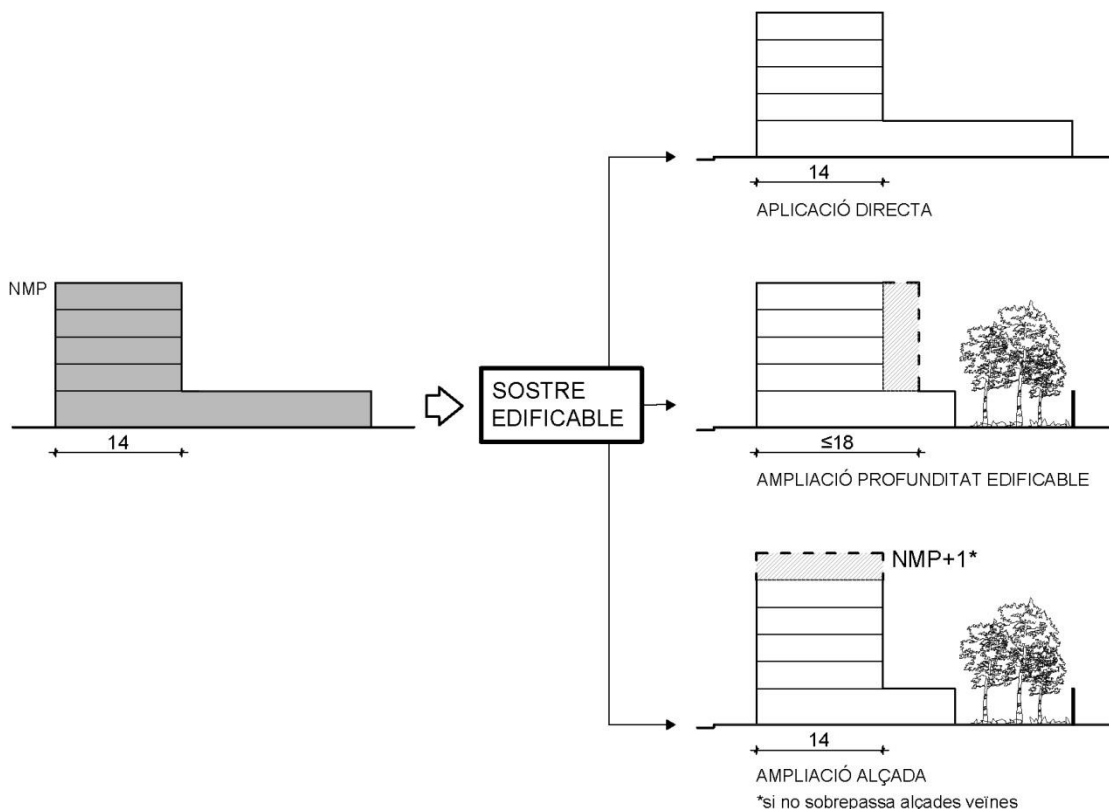 14
APLICACIÓ DIRECTA
NMP
14
SOSTRE
EDIFICABLE
≤18
AMPLIACIÓ PROFUNDITAT EDIFICABLE
NMP+1*
14
AMPLIACIÓ ALÇADA
*si no sobrepassa alçades veïnes